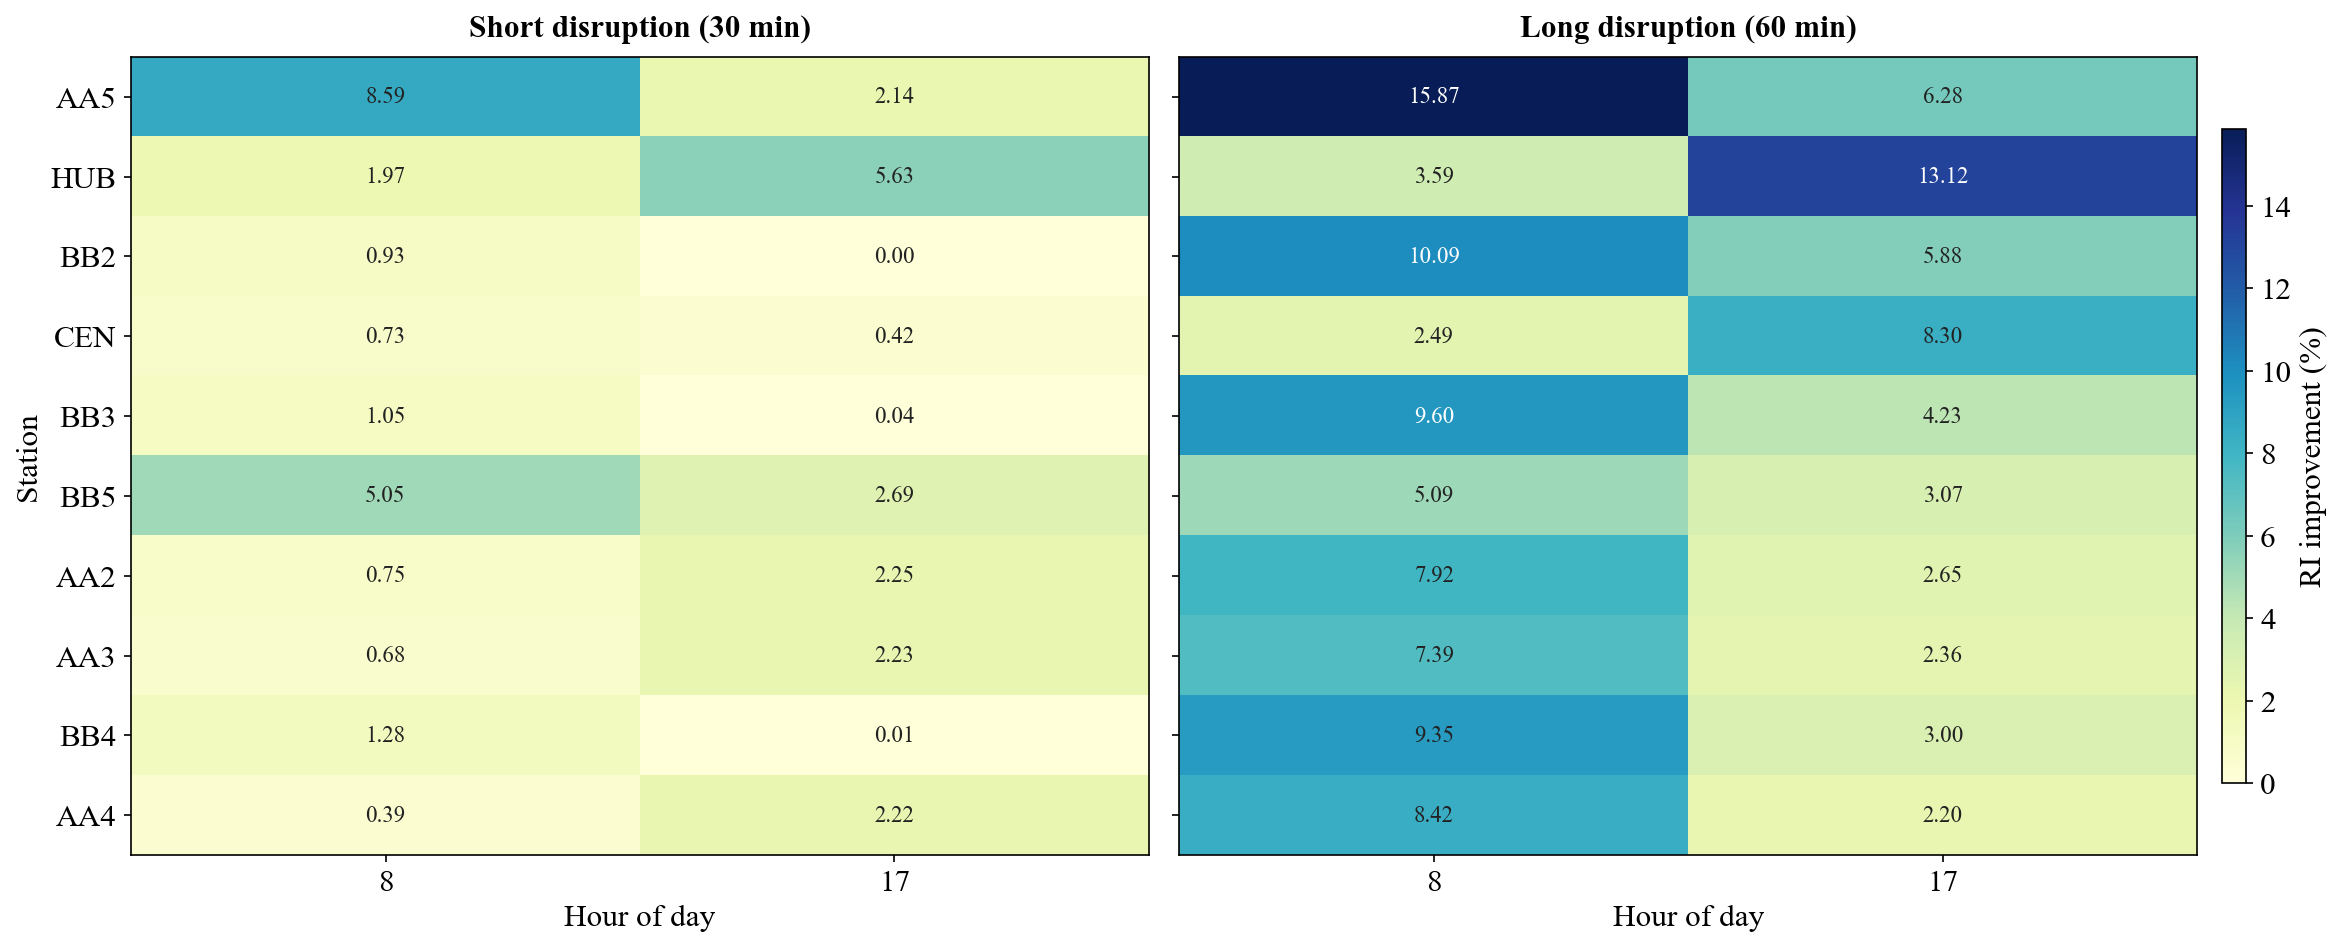 Short disruption (30 min)
Long disruption (60 min)
Station
AA5 8.59 2.14 15.87 6.28
HUB 1.97 5.63 3.59 13.12
BB2 0.93 0.00 10.09 5.88
CEN 0.73 0.42 2.49 8.30
BB3 1.05 0.04 9.60 4.23
BB5 5.05 2.69 5.09 3.07
AA2 0.75 2.25 7.92 2.65
AA3 0.68 2.23 7.39 2.36
BB4 1.28 0.01 9.35 3.00
AA4 0.39 2.22 8.42 2.20
8 17 8 17
Hour of day
Hour of day
14
12
10
8
6
4
2
0
RI improvement (%)